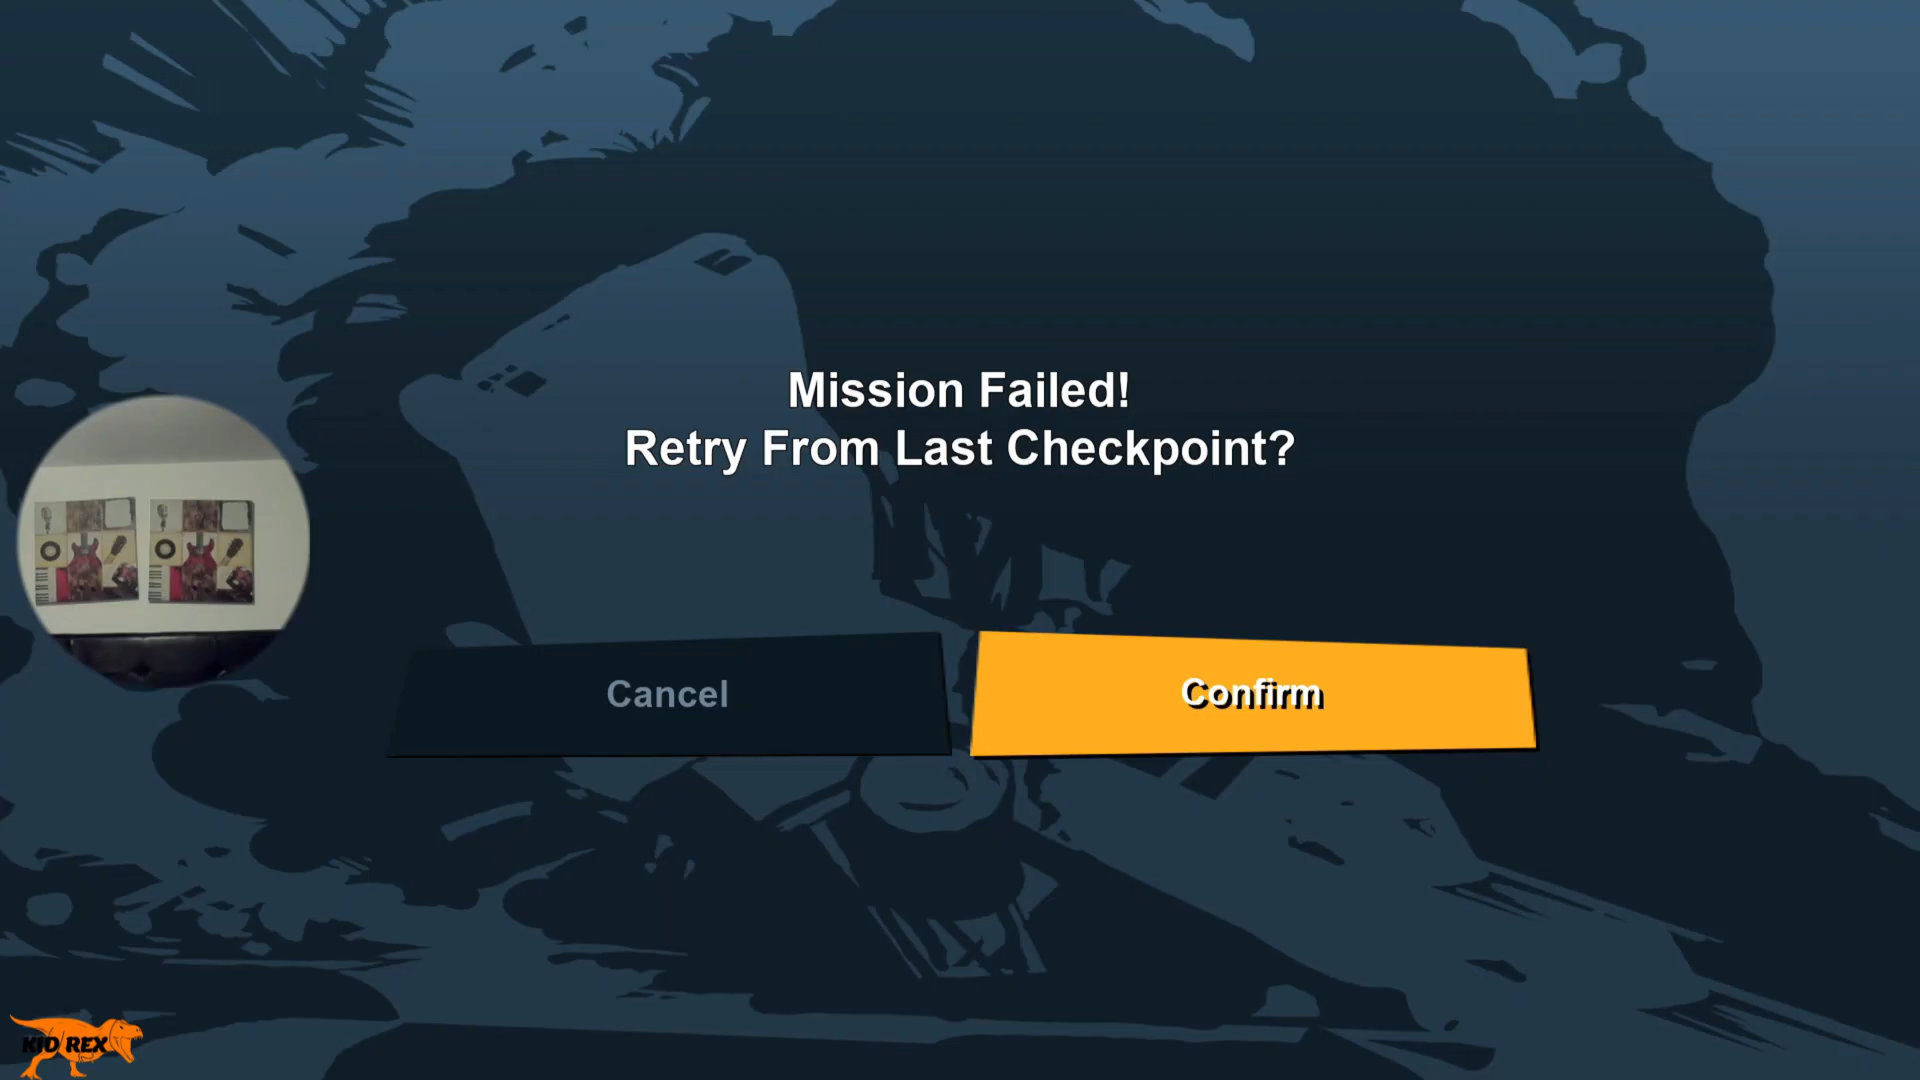 Mission Failed!
Retry From Last Checkpoint?
Cancel
Confirm
KID REX